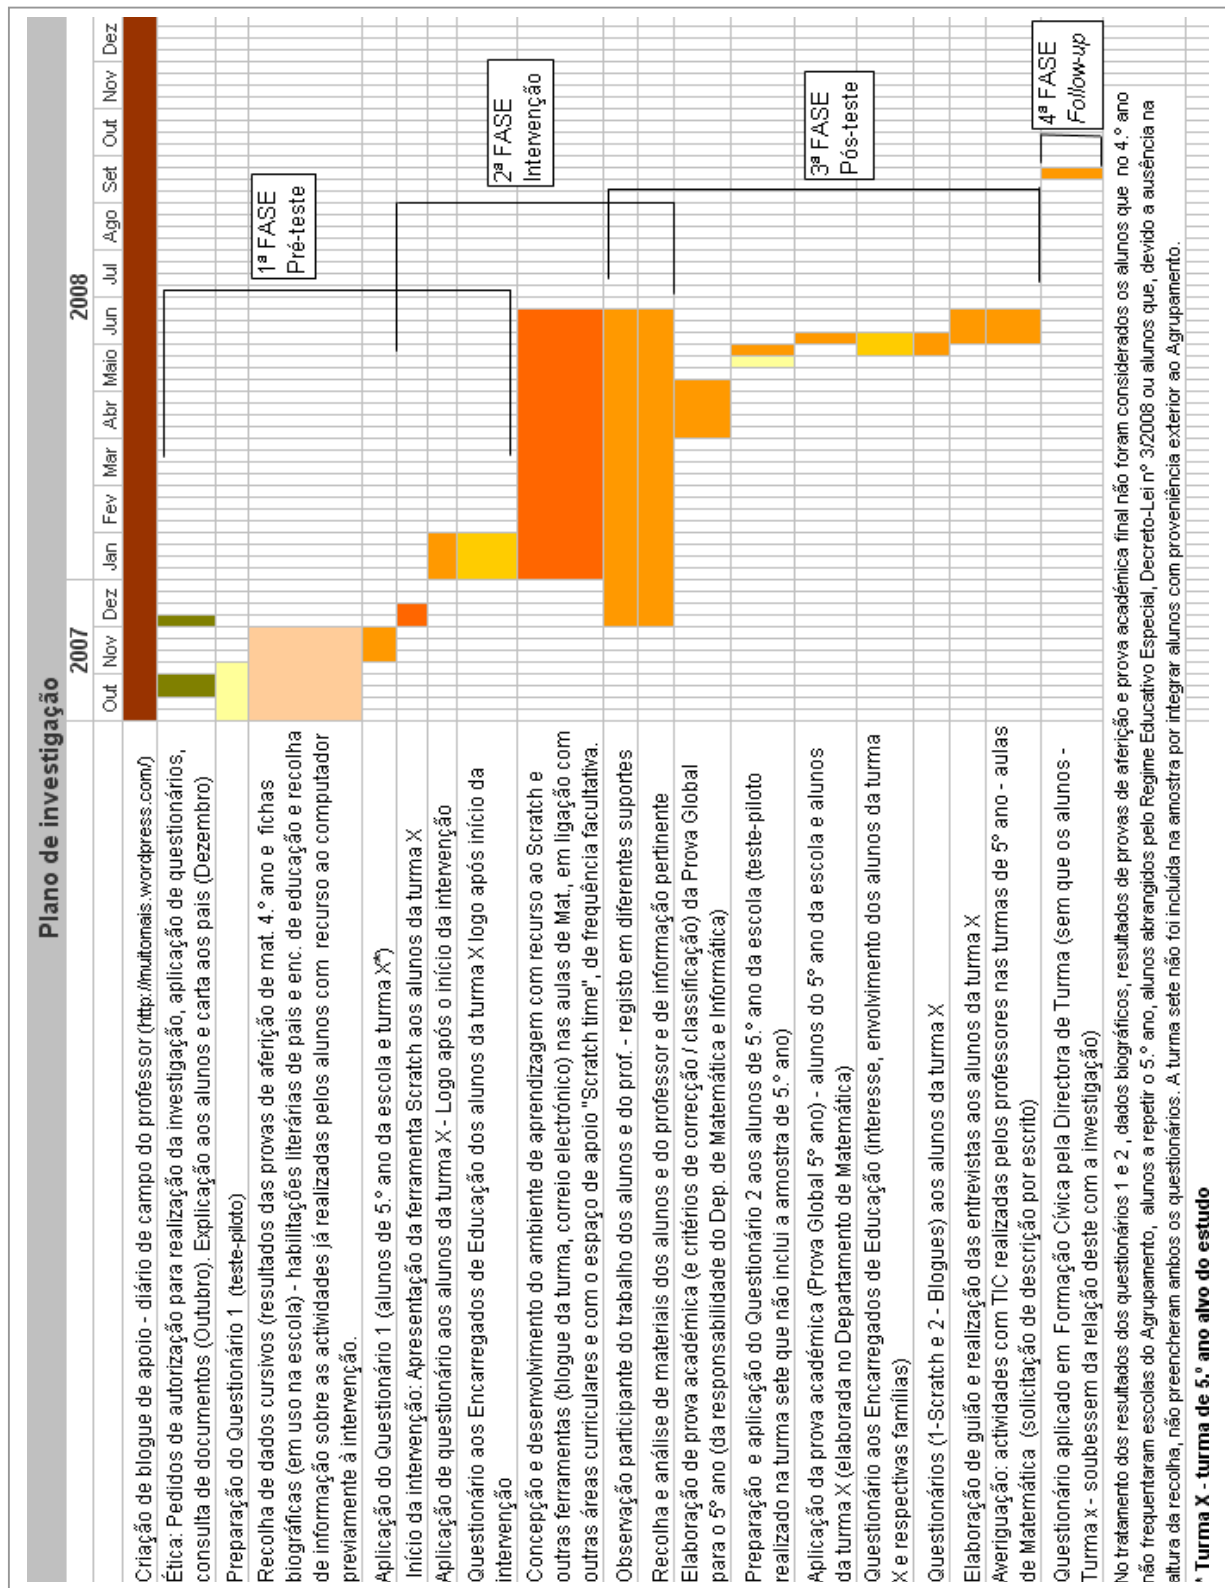 Plano de investigação
2007
2008
Out Nov Dez Jan Fev Mar Abr Maio Jun Jul Ago Set Out Nov Dez
Criação de blogue de apoio - diário de campo do professor (http://muitomais.wordpress.com/)
Ética: Pedidos de autorização para realização da investigação, aplicação de questionários,
consulta de documentos (Outubro). Explicação aos alunos e carta aos pais (Dezembro)
Preparação do Questionário 1 (teste-piloto)
Recolha de dados cursivos (resultados das provas de aferição de mat. 4.º ano e fichas
biográficas (em uso na escola) - habilitações literárias de pais e enc. de educação e recolha
de informação sobre as actividades já realizadas pelos alunos com recurso ao computador
previamente à intervenção.
Aplicação do Questionário 1 (alunos de 5.º ano da escola e turma X*)
Início da intervenção: Apresentação da ferramenta Scratch aos alunos da turma X
Aplicação de questionário aos alunos da turma X - Logo após o início da intervenção
Questionário aos Encarregados de Educação dos alunos da turma X logo após início da
intervenção
Concepção e desenvolvimento do ambiente de aprendizagem com recurso ao Scratch e
outras ferramentas (blogue da turma, correio electrónico) nas aulas de Mat., em ligação com
outras áreas curriculares e com o espaço de apoio "Scratch time", de frequência facultativa.
Observação participante do trabalho dos alunos e do prof. - registo em diferentes suportes
Recolha e análise de materiais dos alunos e do professor e de informação pertinente
Elaboração de prova académica (e critérios de correcção / classificação) da Prova Global
para o 5º ano (da responsabilidade do Dep. de Matemática e Informática)
Preparação e aplicação do Questionário 2 aos alunos de 5.º ano da escola (teste-piloto
realizado na turma sete que não inclui a amostra de 5.º ano)
Aplicação da prova académica (Prova Global 5º ano) - alunos do 5º ano da escola e alunos
da turma X (elaborada no Departamento de Matemática)
Questionário aos Encarregados de Educação (interesse, envolvimento dos alunos da turma
X e respectivas famílias)
Questionários (1-Scratch e 2 - Blogues) aos alunos da turma X
Elaboração de guião e realização das entrevistas aos alunos da turma X
Averiguação: actividades com TIC realizadas pelos professores nas turmas de 5º ano - aulas
de Matemática (solicitação de descrição por escrito)
Questionário aplicado em Formação Cívica pela Directora de Turma (sem que os alunos -
Turma x - soubessem da relação deste com a investigação)
1ª FASE
Pré-teste
2ª FASE
Intervenção
3ª FASE
Pós-teste
4ª FASE
Follow-up
No tratamento dos resultados dos questionários 1 e 2 , dados biográficos, resultados de provas de aferição e prova académica final não foram considerados os alunos que no 4.º ano
não frequentaram escolas do Agrupamento, alunos a repetir o 5.º ano, alunos abrangidos pelo Regime Educativo Especial, Decreto-Lei nº 3/2008 ou alunos que, devido a ausência na
altura da recolha, não preencheram ambos os questionários. A turma sete não foi incluída na amostra por integrar alunos com proveniência exterior ao Agrupamento.
* Turma X - turma de 5.º ano alvo do estudo